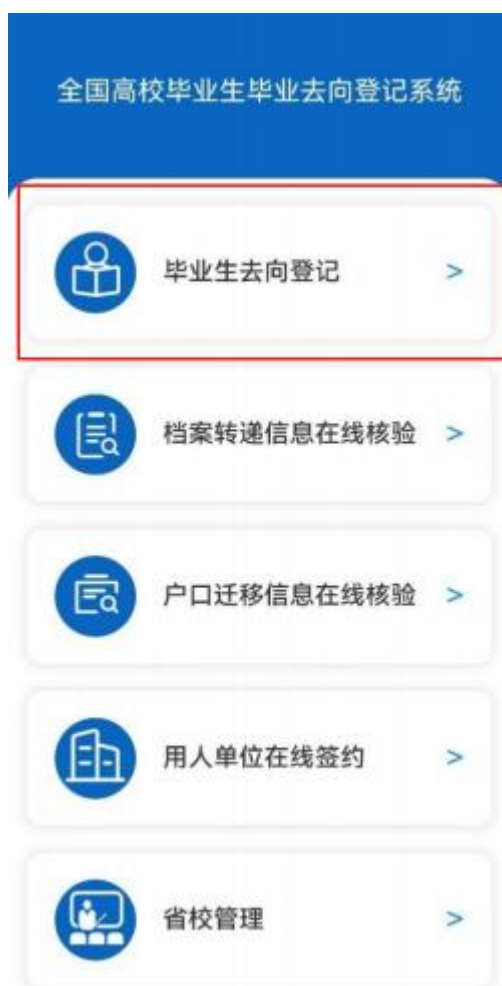 全国高校毕业生毕业去向登记系统
毕业生去向登记 >
档案转递信息在线核验 >
户口迁移信息在线核验 >
用人单位在线签约 >
省校管理 >